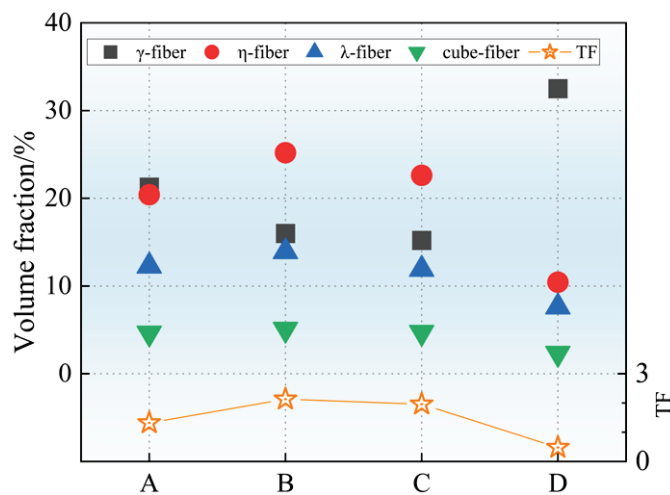 40
γ-fiber η-fiber λ-fiber cube-fiber TF
30
20
10
0
Volume fraction/%
3
0
TF
A B C D